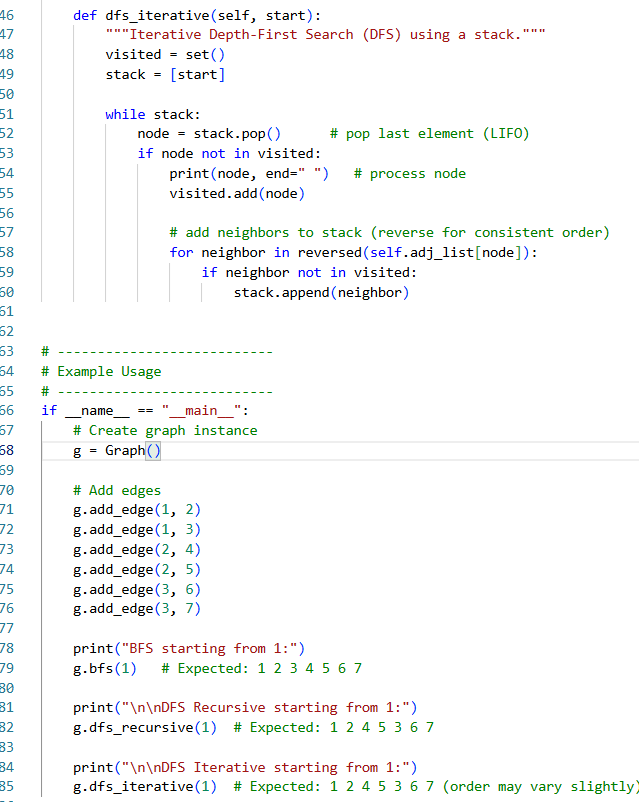 46 def dfs_iterative(self, start):
47 """Iterative Depth-First Search (DFS) using a stack."""
48 visited = set()
49 stack = [start]
50
51 while stack:
52 node = stack.pop() # pop last element (LIFO)
53 if node not in visited:
54 print(node, end=" ") # process node
55 visited.add(node)
56
57 # add neighbors to stack (reverse for consistent order)
58 for neighbor in reversed(self.adj_list[node]):
59 if neighbor not in visited:
60 stack.append(neighbor)
61
62
63 # ---------------------------
64 # Example Usage
65 # ---------------------------
66 if __name__ == "__main__":
67 # Create graph instance
68 g = Graph()
69
70 # Add edges
71 g.add_edge(1, 2)
72 g.add_edge(1, 3)
73 g.add_edge(2, 4)
74 g.add_edge(2, 5)
75 g.add_edge(3, 6)
76 g.add_edge(3, 7)
77
78 print("BFS starting from 1:")
79 g.bfs(1) # Expected: 1 2 3 4 5 6 7
80
81 print("\n\nDFS Recursive starting from 1:")
82 g.dfs_recursive(1) # Expected: 1 2 4 5 3 6 7
83
84 print("\n\nDFS Iterative starting from 1:")
85 g.dfs_iterative(1) # Expected: 1 2 4 5 3 6 7 (order may vary slightly)